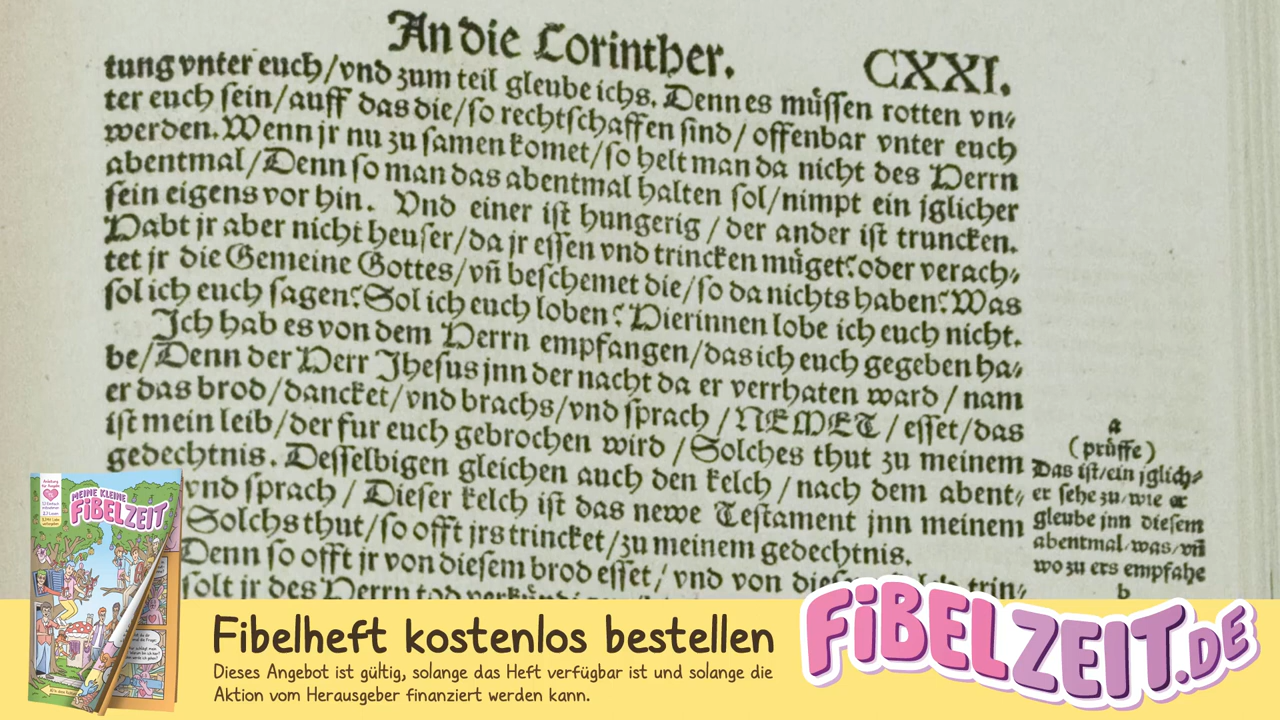 An die Corinther. CXXI.
tung vnter euch/vnd zum teil gleube ichs. Denn es müssen rotten vn⸗
ter euch sein/auff das die/so rechtschaffen sind/offenbar vnter euch
werden. Wenn jr nu zu samen komet/so helt man da nicht des Herrn
abentmal/Denn so man das abentmal halten sol/nimpt ein jglicher
sein eigens vor hin. Vnd einer ist hungerig/der ander ist truncken.
Habt jr aber nicht heuser/da jr essen vnd trincken müget? oder verach⸗
tet jr die Gemeine Gottes/vñ beschemet die/so da nichts haben? Was
sol ich euch sagen? Sol ich euch loben? Hierinnen lobe ich euch nicht.
Ich hab es von dem Herrn empfangen/das ich euch gegeben ha⸗
be/Denn der Herr Jhesus jnn der nacht da er verrhaten ward/nam
er das brod/dancket/vnd brachs/vnd sprach/NEMET/esset/das
ist mein leib/der fur euch gebrochen wird/Solches thut zu meinem
gedechtnis. Desselbigen gleichen auch den kelch/nach dem abent⸗
vnd sprach/Dieser kelch ist das newe Testament jnn meinem
Solchs thut/so offt jrs trincket/zu meinem gedechtnis.
Denn so offt jr von diesem brod esset/vnd von trin⸗
solt jr des Herrn tod
a
(prüffe)
Das ist/ein jglich⸗
er sehe zu/wie er
gleube jnn diesem
abentmal/was/vñ
wo zu ers empfahe
b
MEINE KLEINE
FiBELZEIT
Fibelheft kostenlos bestellen
Dieses Angebot ist gültig, solange das Heft verfügbar ist und solange die
Aktion vom Herausgeber finanziert werden kann.
FiBELZEIT.DE